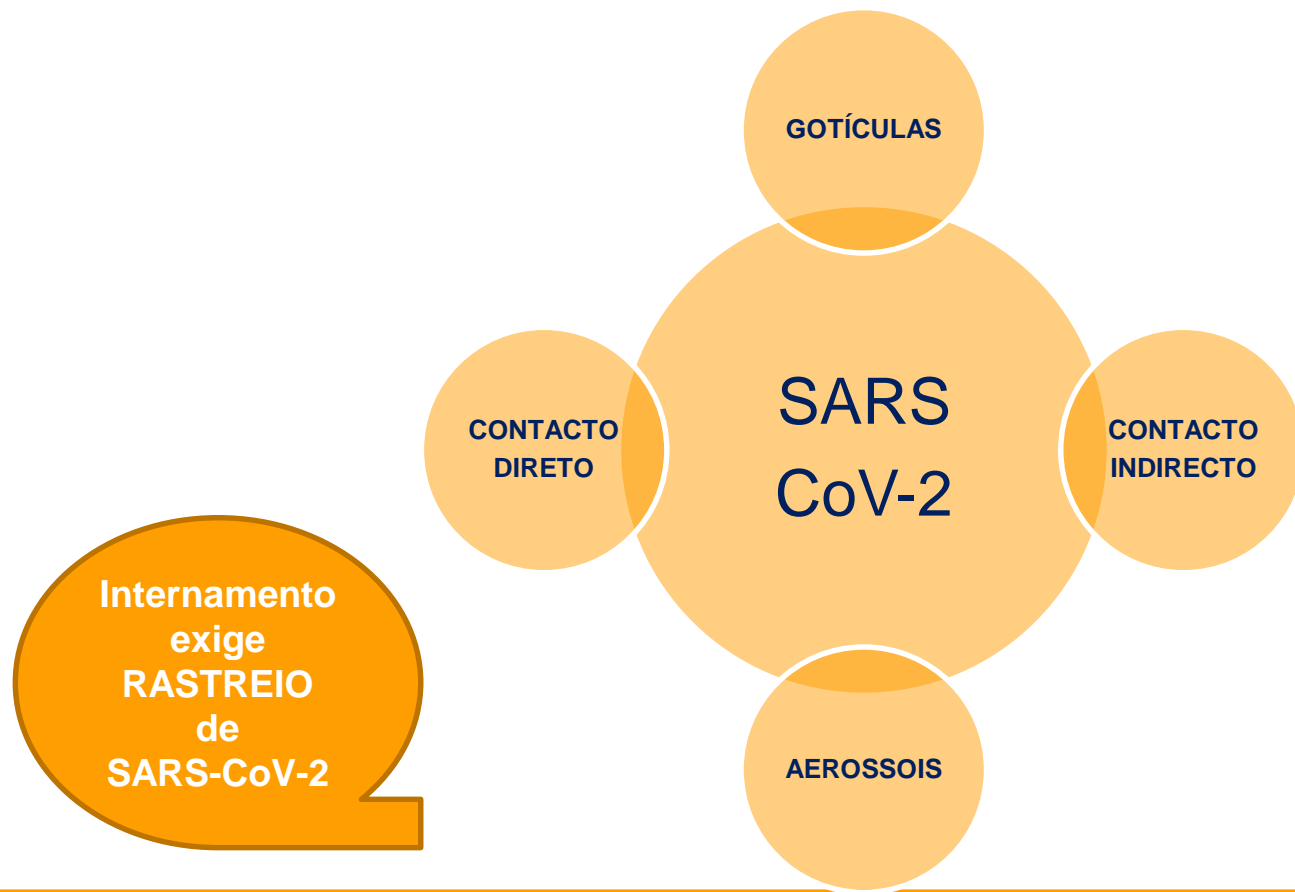 GOTÍCULAS
CONTACTO
DIRETO
SARS
CoV-2
CONTACTO
INDIRECTO
AEROSSOIS
Internamento
exige
RASTREIO
de
SARS-CoV-2